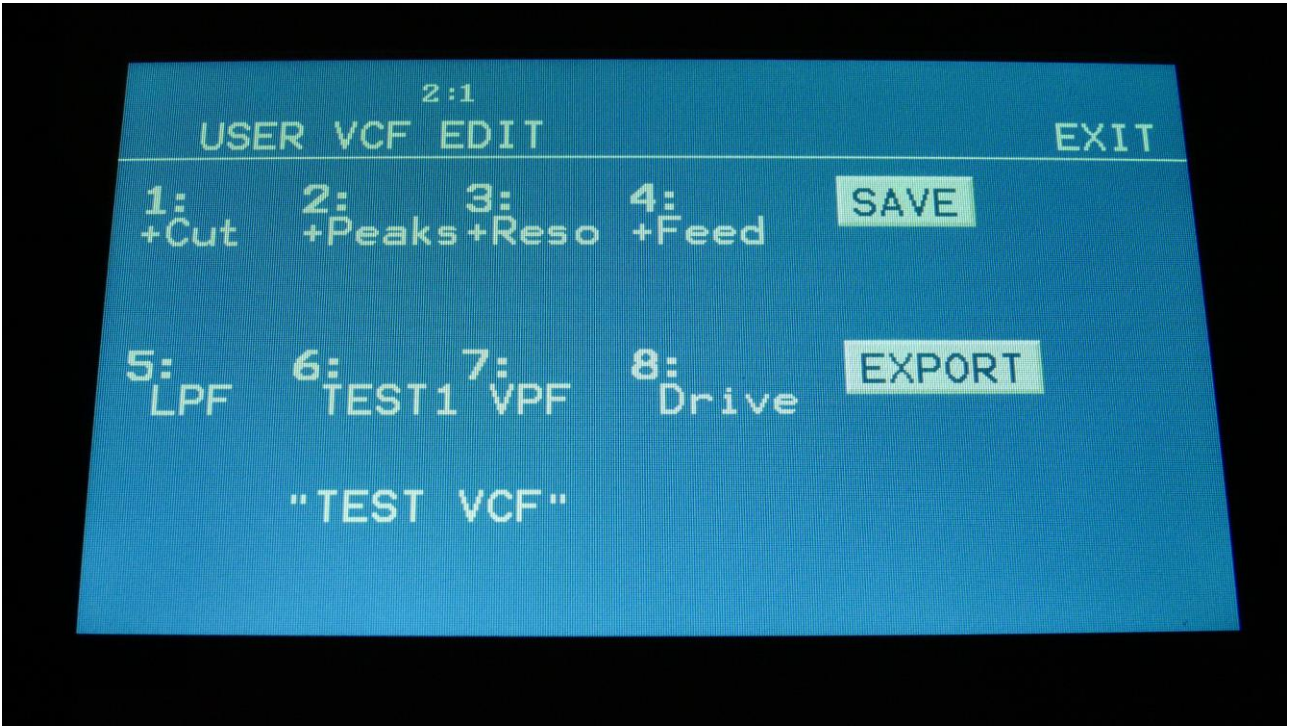 2:1
USER VCF EDIT EXIT
1: 2: 3: 4: SAVE
+Cut +Peaks +Reso +Feed
5: 6: 7: 8: EXPORT
LPF TEST1 VPF Drive
"TEST VCF"